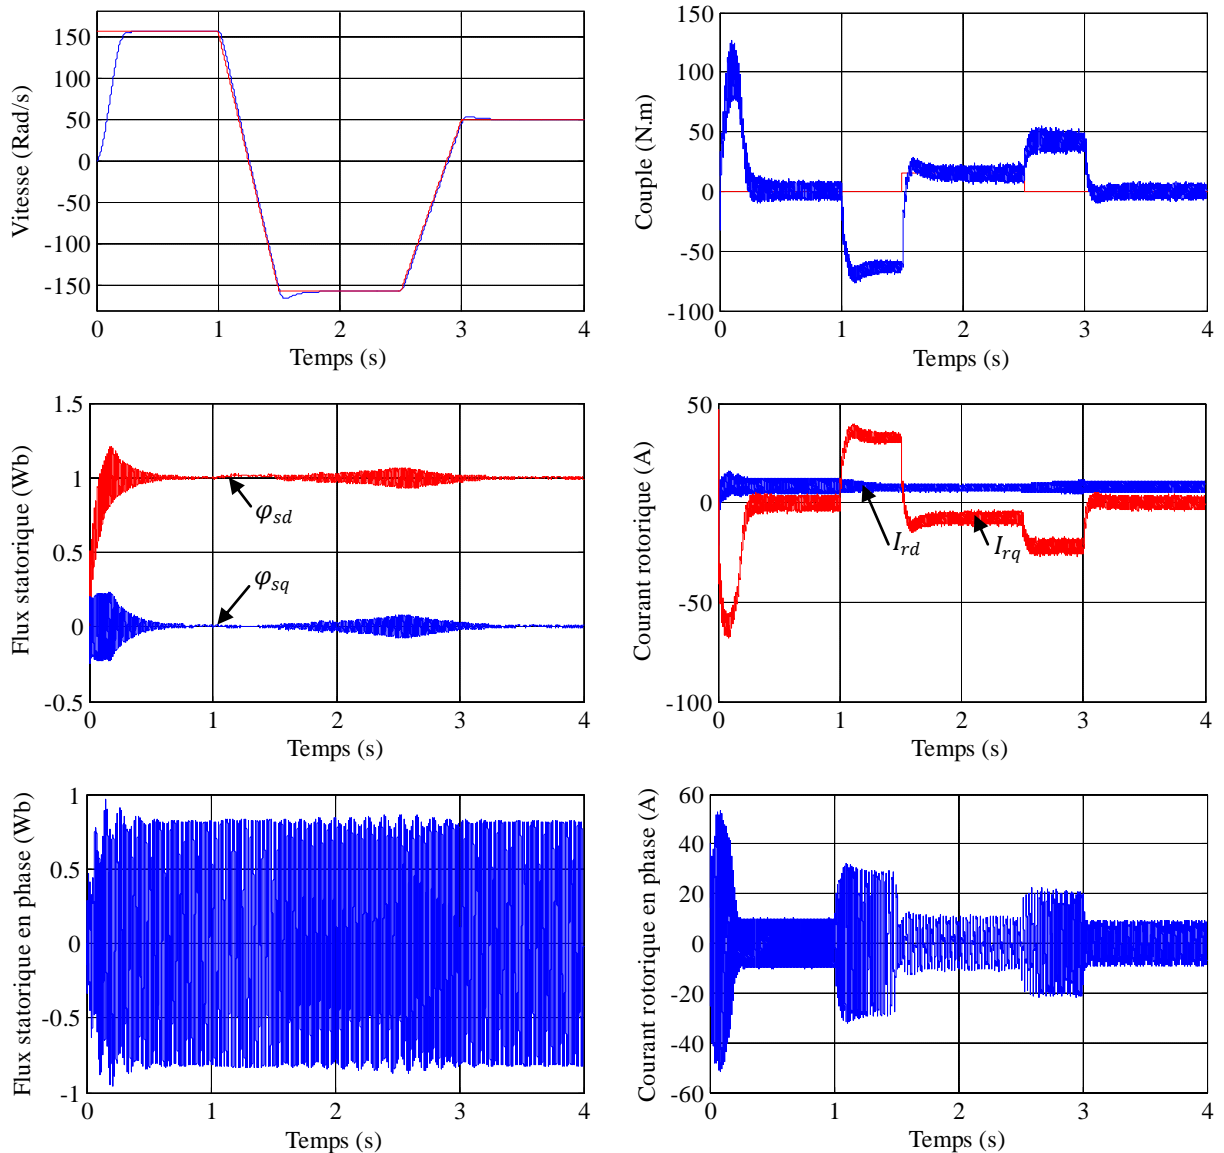 150
100
50
0
-50
-100
-150
Vitesse (Rad/s)
0 1 2 3 4
Temps (s)
100
50
0
-50
-100
Couple (N.m)
0 1 2 3 4
Temps (s)
1.5
1
0.5
0
-0.5
Flux statorique (Wb)
φsd
φsq
0 1 2 3 4
Temps (s)
50
0
-50
-100
Courant rotorique (A)
Ird
Irq
0 1 2 3 4
Temps (s)
1
0.5
0
-0.5
-1
Flux statorique en phase (Wb)
0 1 2 3 4
Temps (s)
60
40
20
0
-20
-40
-60
Courant rotorique en phase (A)
0 1 2 3 4
Temps (s)